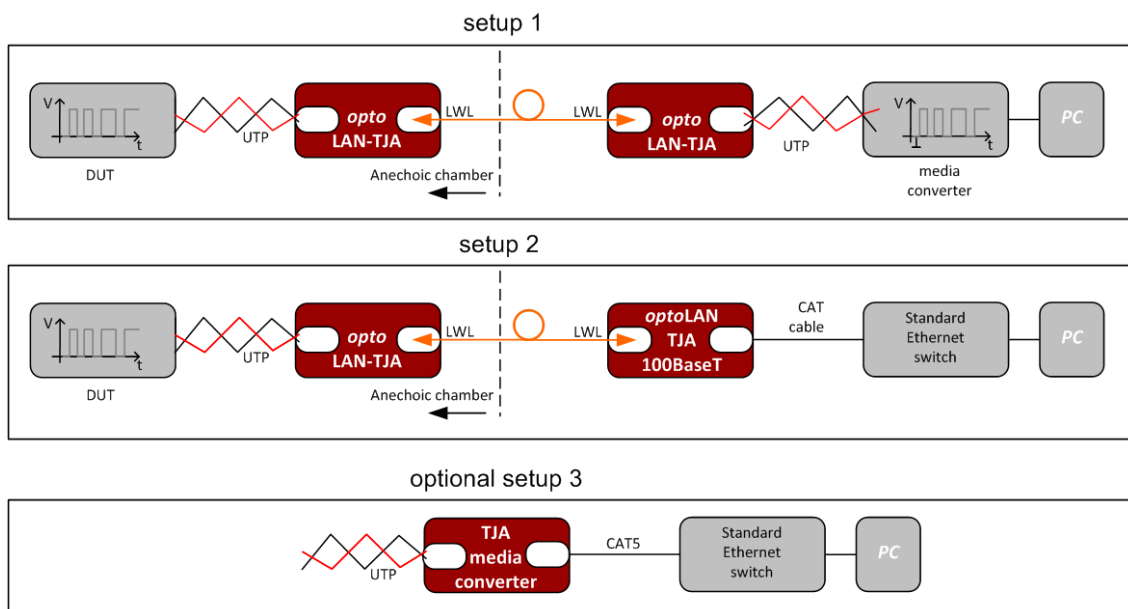 setup 1
V
t
DUT
UTP
opto
LAN-TJA
LWL
Anechoic chamber
LWL
opto
LAN-TJA
UTP
t
media
converter
PC
setup 2
V
t
DUT
UTP
opto
LAN-TJA
LWL
Anechoic chamber
LWL
optoLAN
TJA
100BaseT
CAT
cable
Standard
Ethernet
switch
PC
optional setup 3
UTP
TJA
media
converter
CAT5
Standard
Ethernet
switch
PC